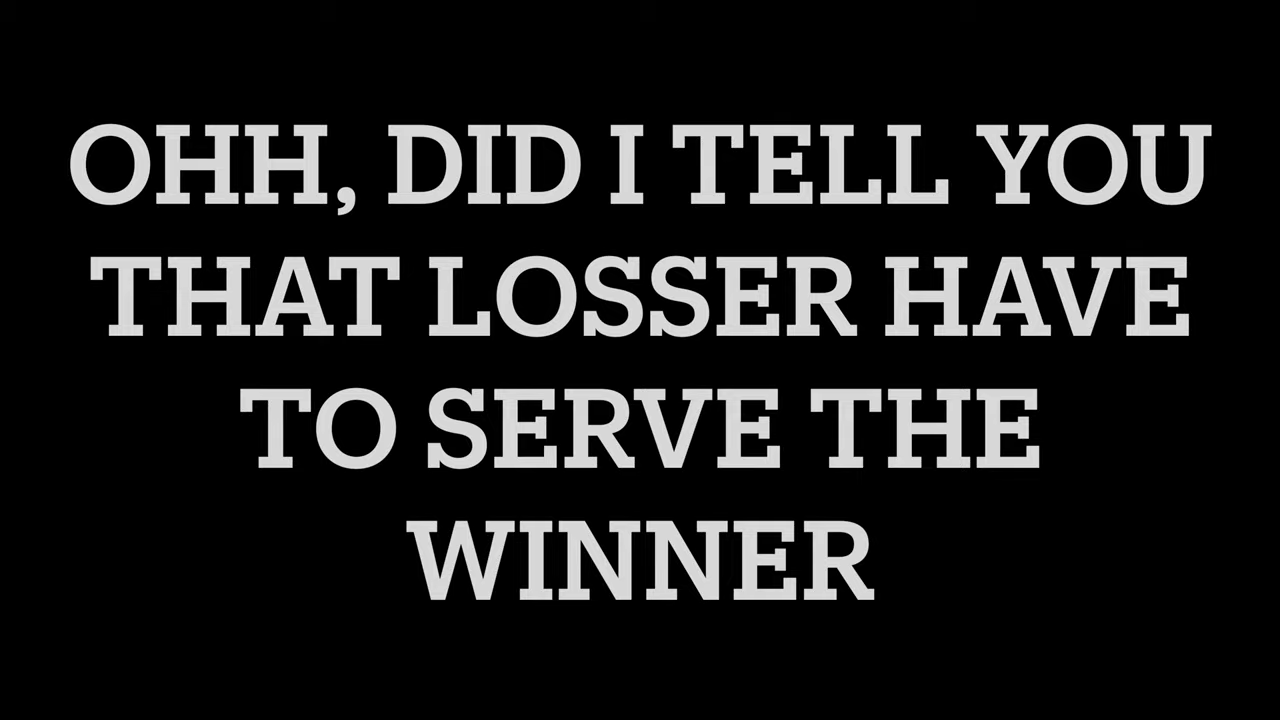 OHH, DID I TELL YOU
THAT LOSSER HAVE
TO SERVE THE
WINNER